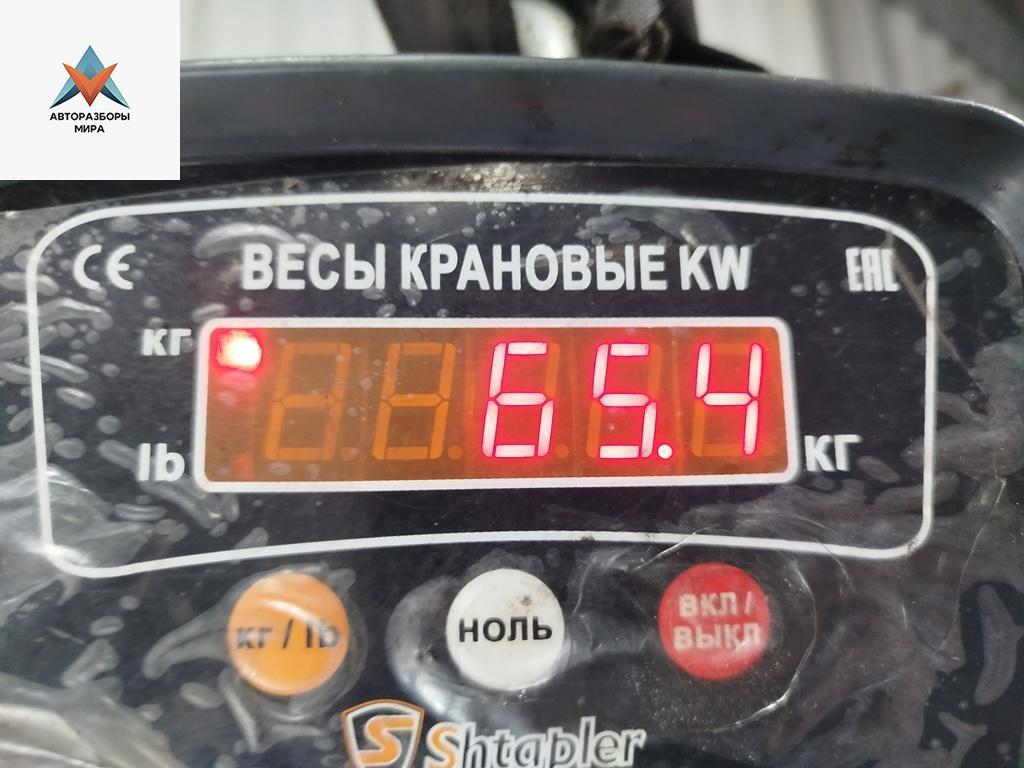 АВТОРАЗБОРЫ
МИРА
CE
ВЕСЫ КРАНОВЫЕ KW
EAC
кг
65.4
lb
КГ
кг / lb
НОЛЬ
ВКЛ /
ВЫКЛ
S Shtapler